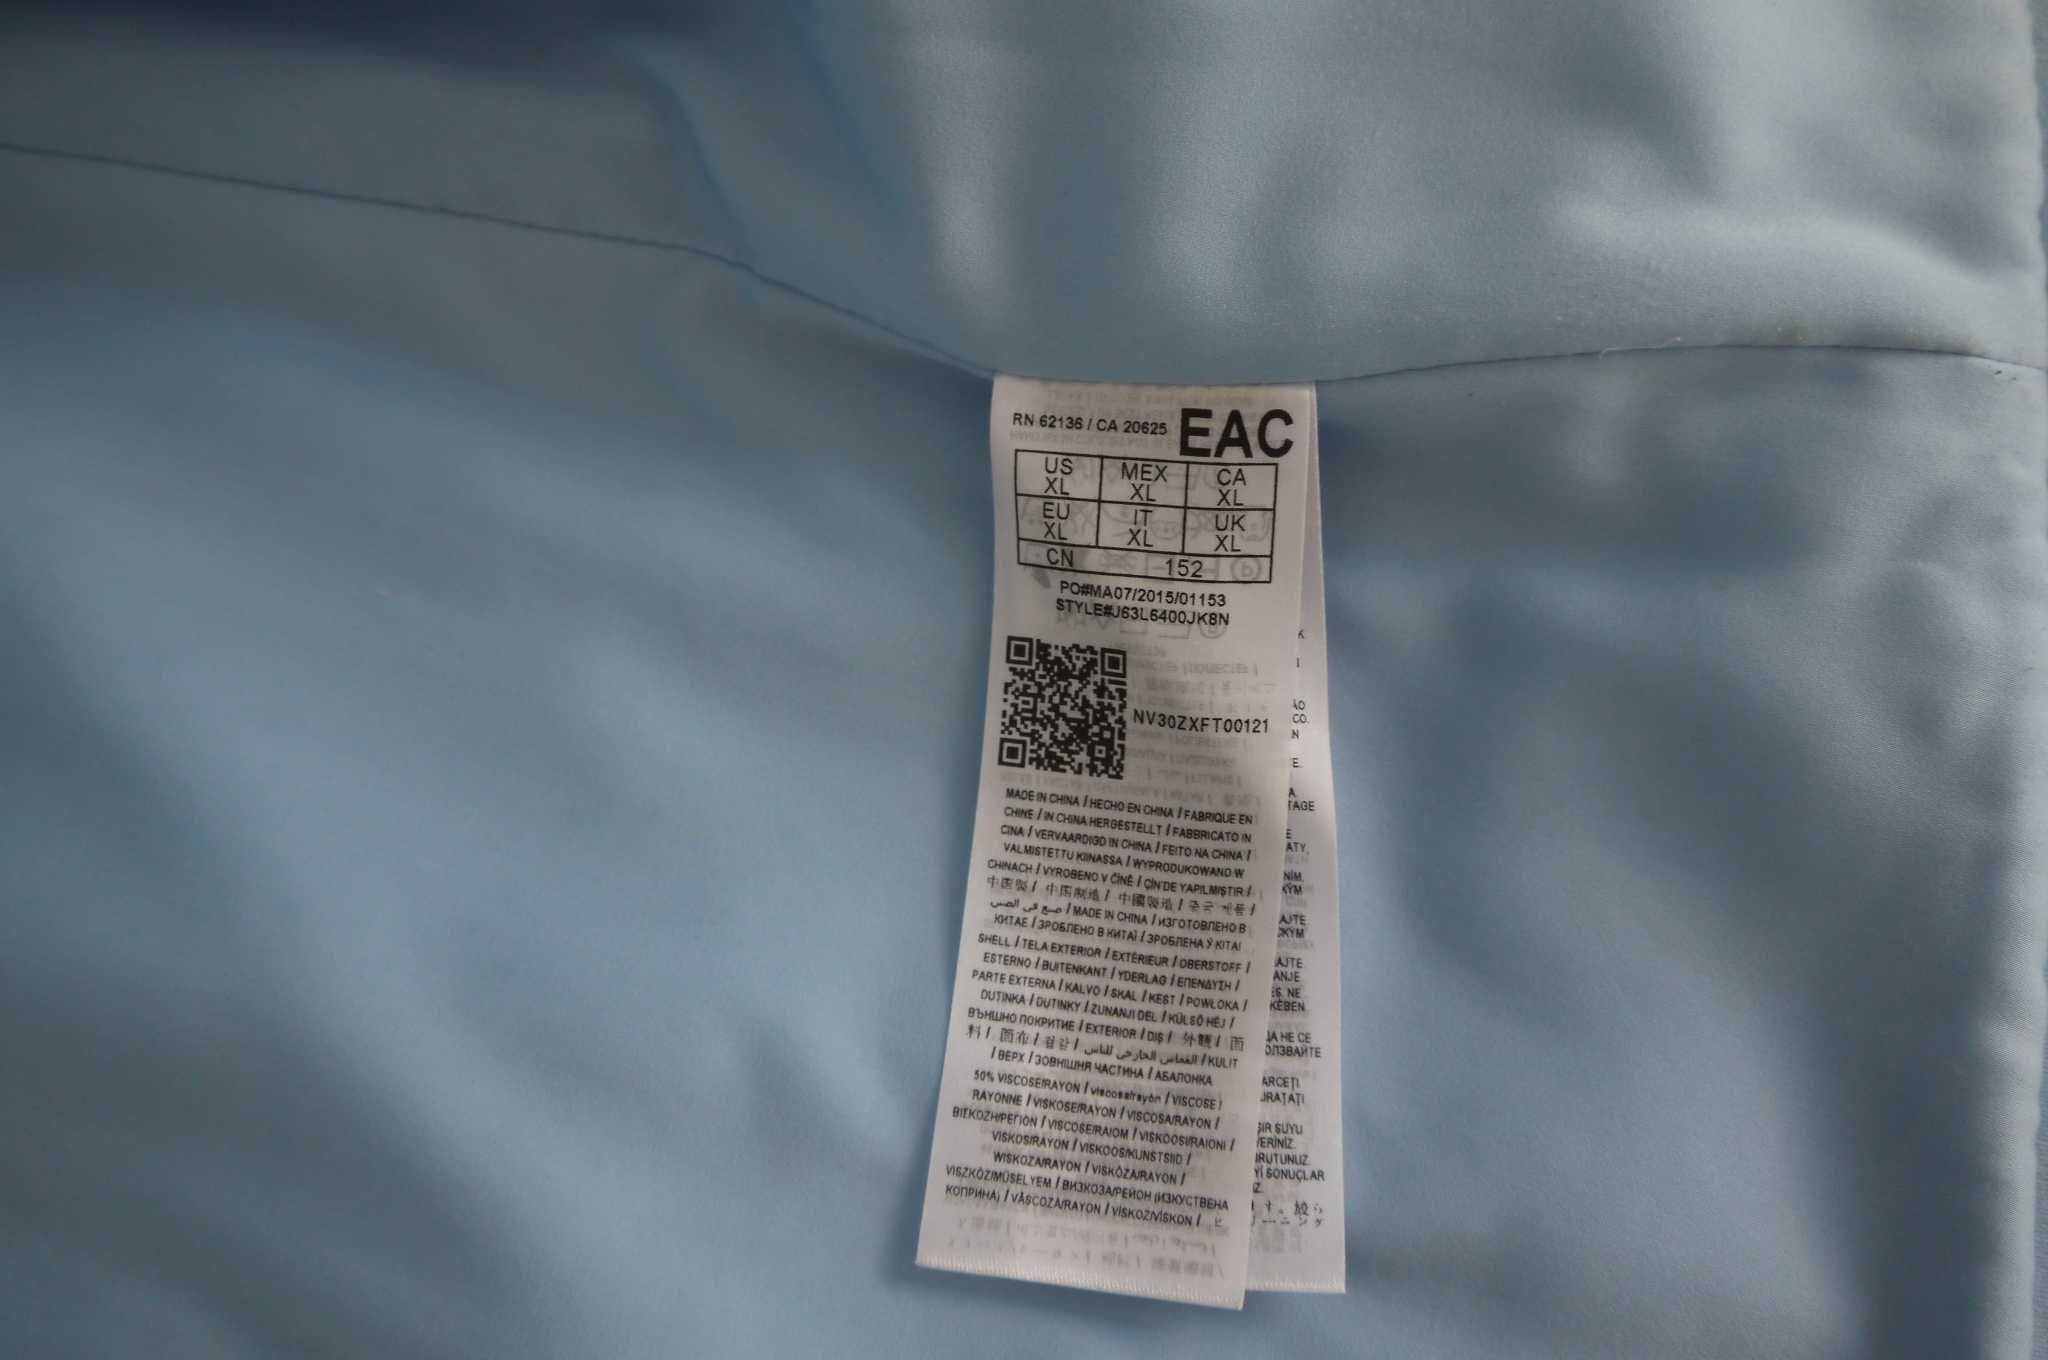 RN 62136 / CA 20625 EAC
US XL MEX XL CA XL
EU XL IT XL UK XL
CN 152
PO#MA07/2015/01153
STYLE#J63L6400JK8N
NV30ZXFT00121
MADE IN CHINA / HECHO EN CHINA / FABRIQUE EN
CHINE / IN CHINA HERGESTELLT / FABBRICATO IN
CINA / VERVAARDIGD IN CHINA / FEITO NA CHINA /
VALMISTETTU KIINASSA / WYPRODUKOWANO W
CHINACH / VYROBENO V ČÍNĚ / ÇİN'DE YAPILMIŞTIR /
中国製 / 中国制造 / 中國製造 / 중국 제품 /
صنع في الصين / MADE IN CHINA / ИЗГОТОВЛЕНО В
КИТАЕ / ЗРОБЛЕНО В КИТАЇ / ЗРОБЛЕНА Ў КІТАІ
SHELL / TELA EXTERIOR / EXTÉRIEUR / OBERSTOFF /
ESTERNO / BUITENKANT / YDERLAG / ΕΠΕΝΔΥΣΗ /
PARTE EXTERNA / KALVO / SKAL / KEST / POWŁOKA /
DUTINKA / DUTINKY / ZUNANJI DEL / KÜLSŐ HÉJ /
ВЪНШНО ПОКРИТИЕ / EXTERIOR / DIŞ / 外側 / 面
料 / 面布 / 겉감 / القماش الخارجي للناس / KULIT
/ ВЕРХ / ЗОВНІШНЯ ЧАСТИНА / АБАЛОНКА
50% VISCOSE/RAYON / viscosa/rayón / VISCOSE /
RAYONNE / VISKOSE/RAYON / VISCOSA/RAYON /
ΒΙΣΚΟΖΗ/ΡΕΓΙΟΝ / VISCOSE/RAIOM / VISKOOSI/RAIONI /
VISKOS/RAYON / VISKOOS/KUNSTSIID /
WISKOZA/RAYON / VISKÓZA/RAYON /
VISZKÓZ/MŰSELYEM / ВИЗКОЗА/РЕЙОН (ИЗКУСТВЕНА
КОПРИНА) / VÂSCOZĂ/RAYON / VİSKOZ/VİSKON / ビ